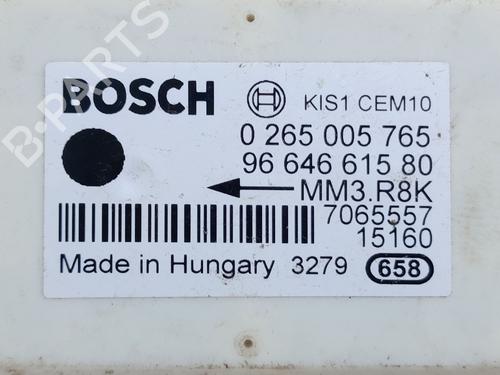 BOSCH KIS1 CEM10
0 265 005 765
96 646 615 80
MM3.R8K
7065557
15160
Made in Hungary 3279 658
B-PARTS